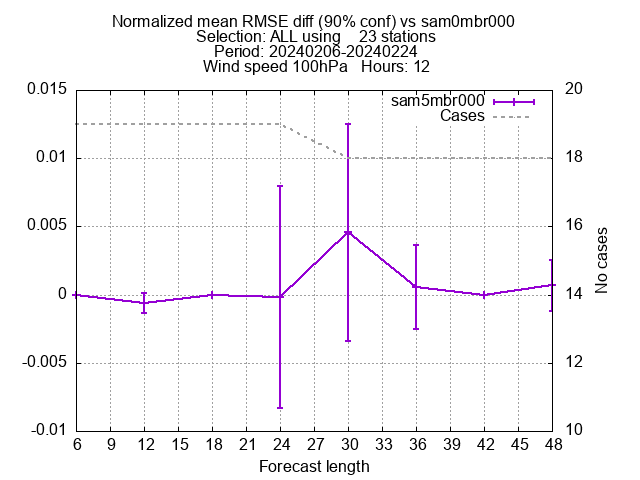 Normalized mean RMSE diff (90% conf) vs sam0mbr000
Selection: ALL using    23 stations
Period: 20240206-20240224
Wind speed 100hPa   Hours: 12
0.015
0.01
0.005
0
-0.005
-0.01
20
18
16
14
12
10
sam5mbr000
Cases
No cases
6 9 12 15 18 21 24 27 30 33 36 39 42 45 48
Forecast length